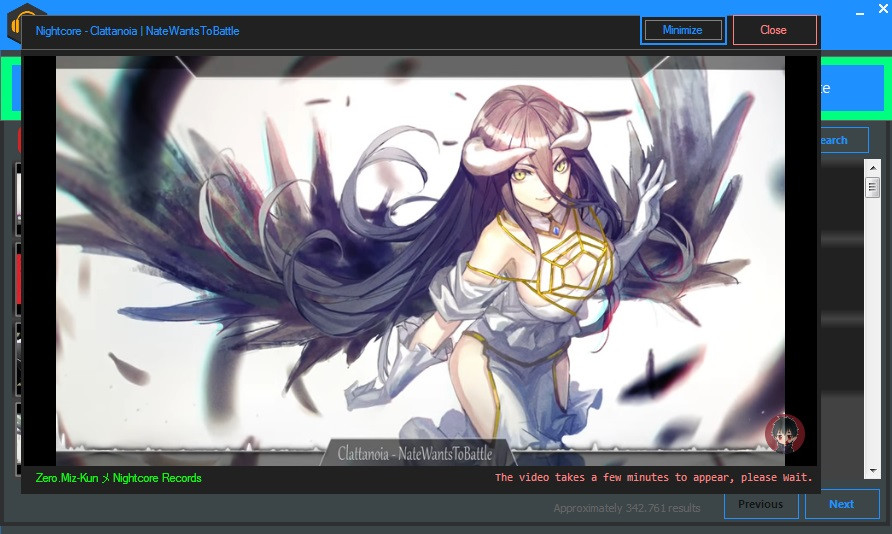 Nightcore - Clattanoia | NateWantsToBattle
Minimize
Close
earch
Clattanoia - NateWantsToBattle
Zero.Miz-Kun 〆 Nightcore Records
The video takes a few minutes to appear, please Wait.
Approximately 342.761 results
Previous
Next